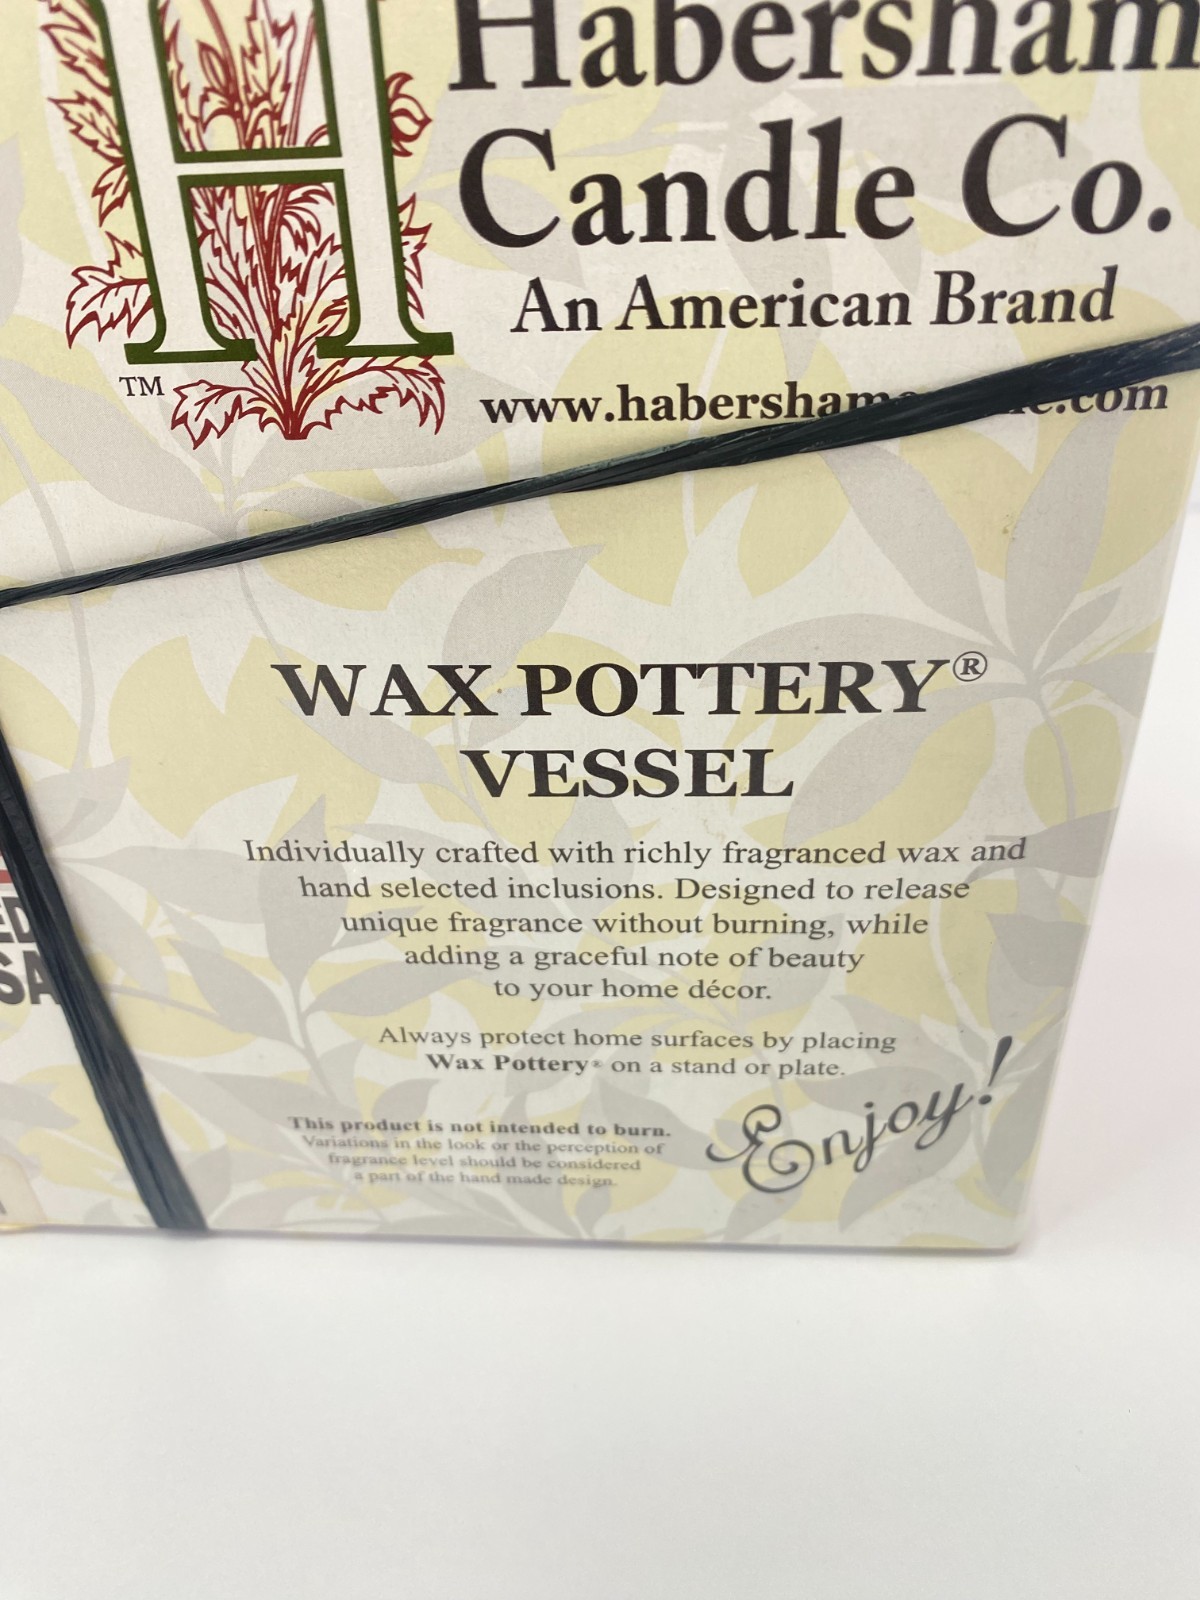 H
TM
Habersham
Candle Co.
An American Brand
WAX POTTERY®
VESSEL
Individually crafted with richly fragranced wax and
hand selected inclusions. Designed to release
unique fragrance without burning, while
adding a graceful note of beauty
to your home décor.
Always protect home surfaces by placing
Wax Pottery® on a stand or plate.
This product is not intended to burn.
Variations in the look or the perception of
fragrance level should be considered
a part of the hand made design.
Enjoy!